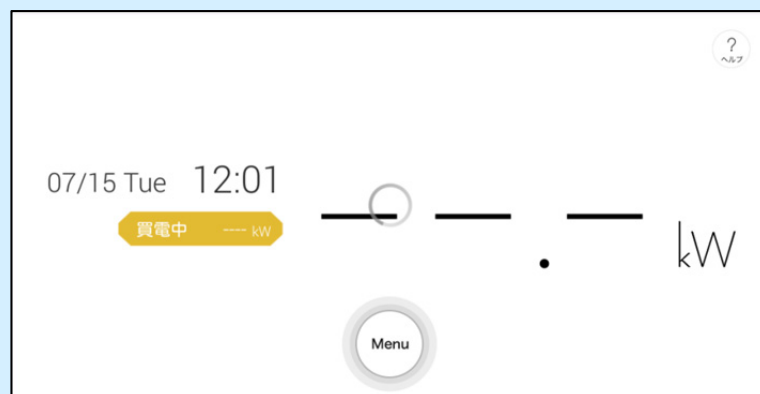 ?
ヘルプ
07/15 Tue 12:01
買電中 ---- kW
— — . — kW
Menu